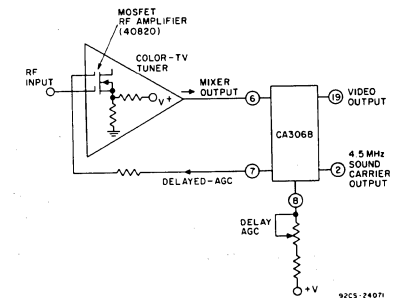 MOSFET
RF AMPLIFIER
(40820)
COLOR-TV
TUNER
RF
INPUT
V+
MIXER
OUTPUT
6
CA3068
19
VIDEO
OUTPUT
4.5 MHz
SOUND
CARRIER
OUTPUT
2
7
DELAYED-AGC
8
DELAY
AGC
+V
92CS-24071